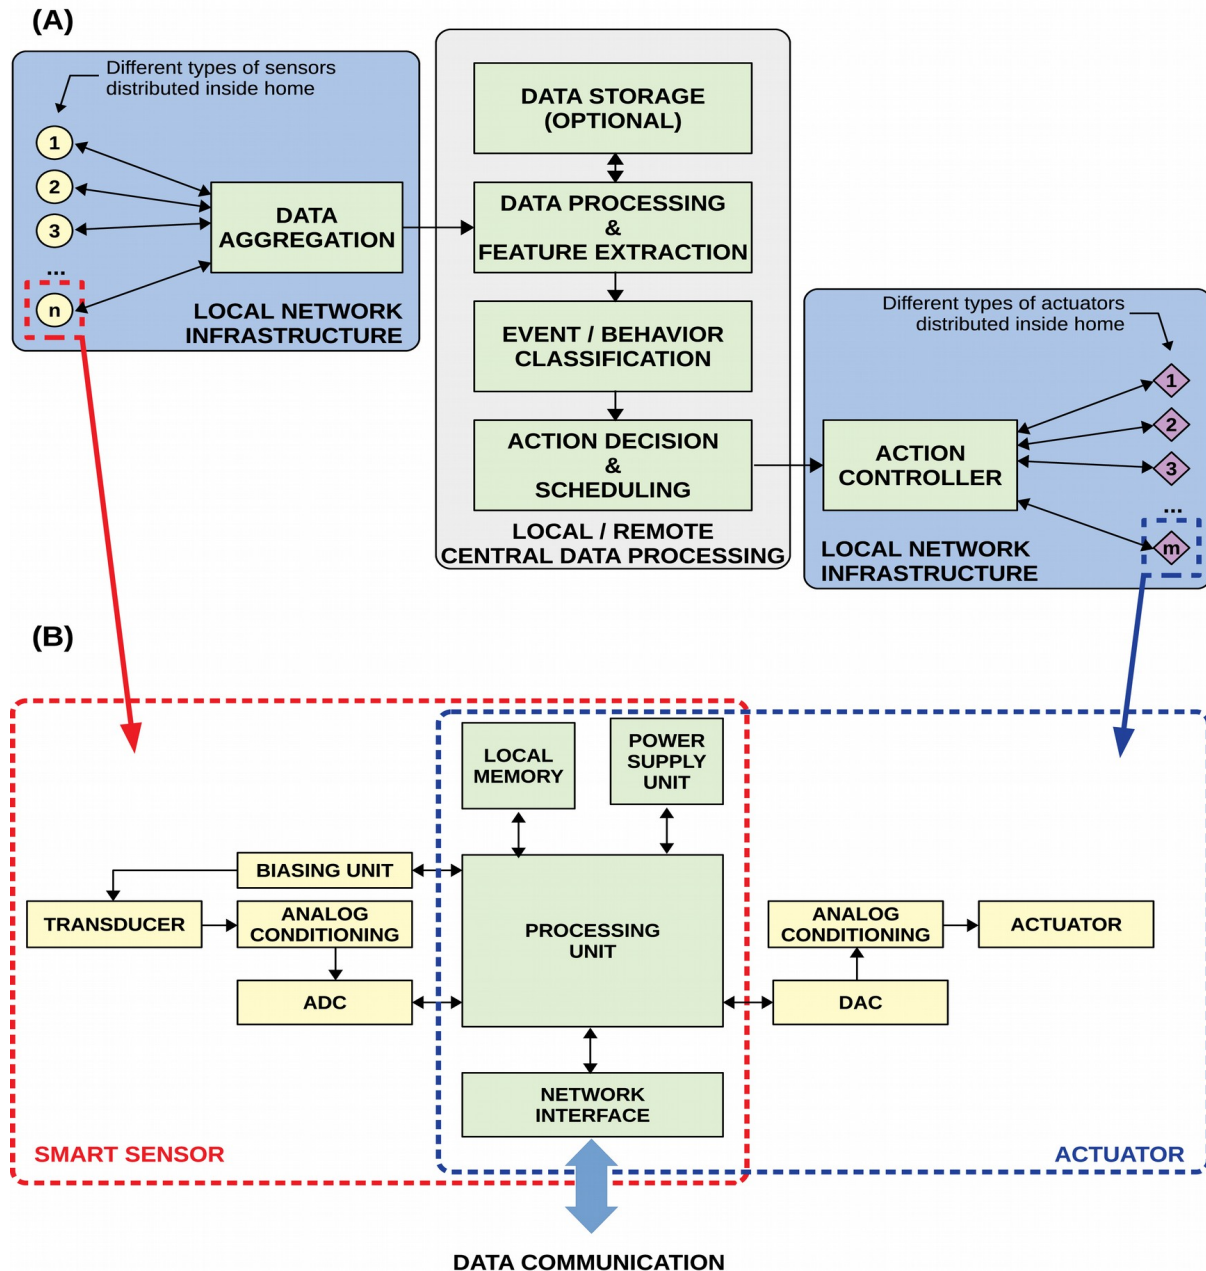 (A)
Different types of sensors
distributed inside home
1
2
3
...
n
DATA
AGGREGATION
LOCAL NETWORK
INFRASTRUCTURE
DATA STORAGE
(OPTIONAL)
DATA PROCESSING
&
FEATURE EXTRACTION
EVENT / BEHAVIOR
CLASSIFICATION
ACTION DECISION
&
SCHEDULING
LOCAL / REMOTE
CENTRAL DATA PROCESSING
Different types of actuators
distributed inside home
1
2
3
...
m
ACTION
CONTROLLER
LOCAL NETWORK
INFRASTRUCTURE
(B)
LOCAL
MEMORY
POWER
SUPPLY
UNIT
BIASING UNIT
TRANSDUCER
ANALOG
CONDITIONING
ADC
PROCESSING
UNIT
ANALOG
CONDITIONING
ACTUATOR
DAC
NETWORK
INTERFACE
SMART SENSOR
ACTUATOR
DATA COMMUNICATION